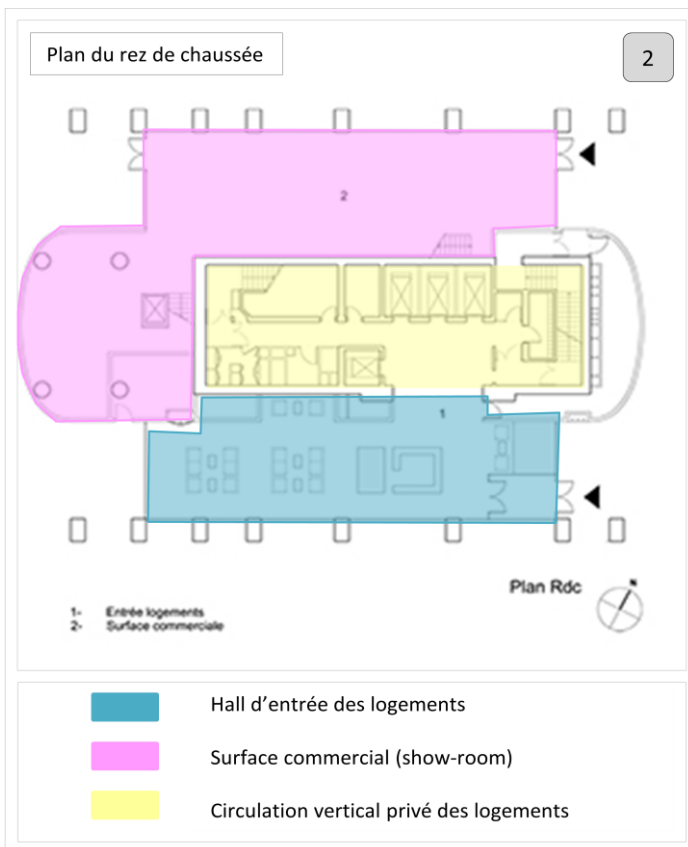 Plan du rez de chaussée
2
2
1
Plan Rdc
N
1- Entrée logements
2- Surface commerciale
Hall d’entrée des logements
Surface commercial (show-room)
Circulation vertical privé des logements